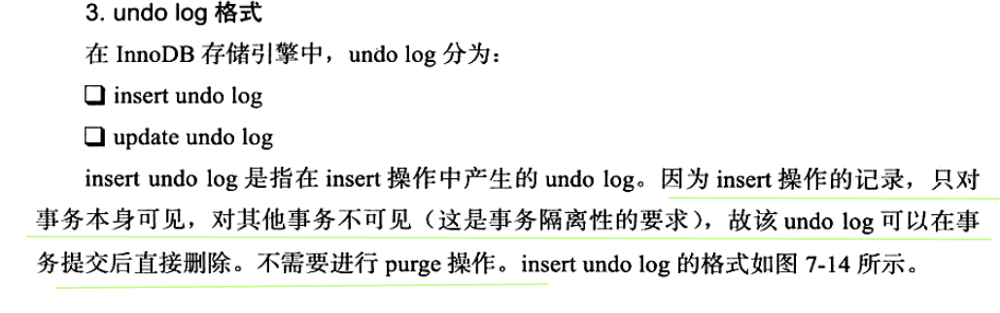 3. undo log 格式
在 InnoDB 存储引擎中，undo log 分为：
❑ insert undo log
❑ update undo log
insert undo log 是指在 insert 操作中产生的 undo log。因为 insert 操作的记录，只对
事务本身可见，对其他事务不可见（这是事务隔离性的要求），故该 undo log 可以在事
务提交后直接删除。不需要进行 purge 操作。insert undo log 的格式如图 7-14 所示。